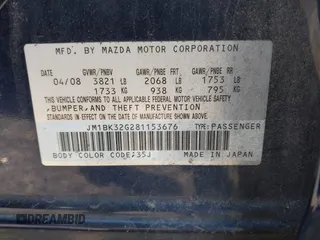 MFD. BY MAZDA MOTOR CORPORATION
GVWR/PNBV GAWR/PNBE FRT GAWR/PNBE RR
04/08 3821 LB 2068 LB 1753 LB
1733 KG 938 KG 795 KG
THIS VEHICLE CONFORMS TO ALL APPLICABLE
FEDERAL MOTOR VEHICLE SAFETY,
BUMPER, AND THEFT PREVENTION
STANDARDS IN EFFECT ON THE DATE OF
MANUFACTURE SHOWN ABOVE.
JM1BK32G281153676 TYPE:PASSENGER
BODY COLOR CODE:35J MADE IN JAPAN
AUTOBIDMASTER